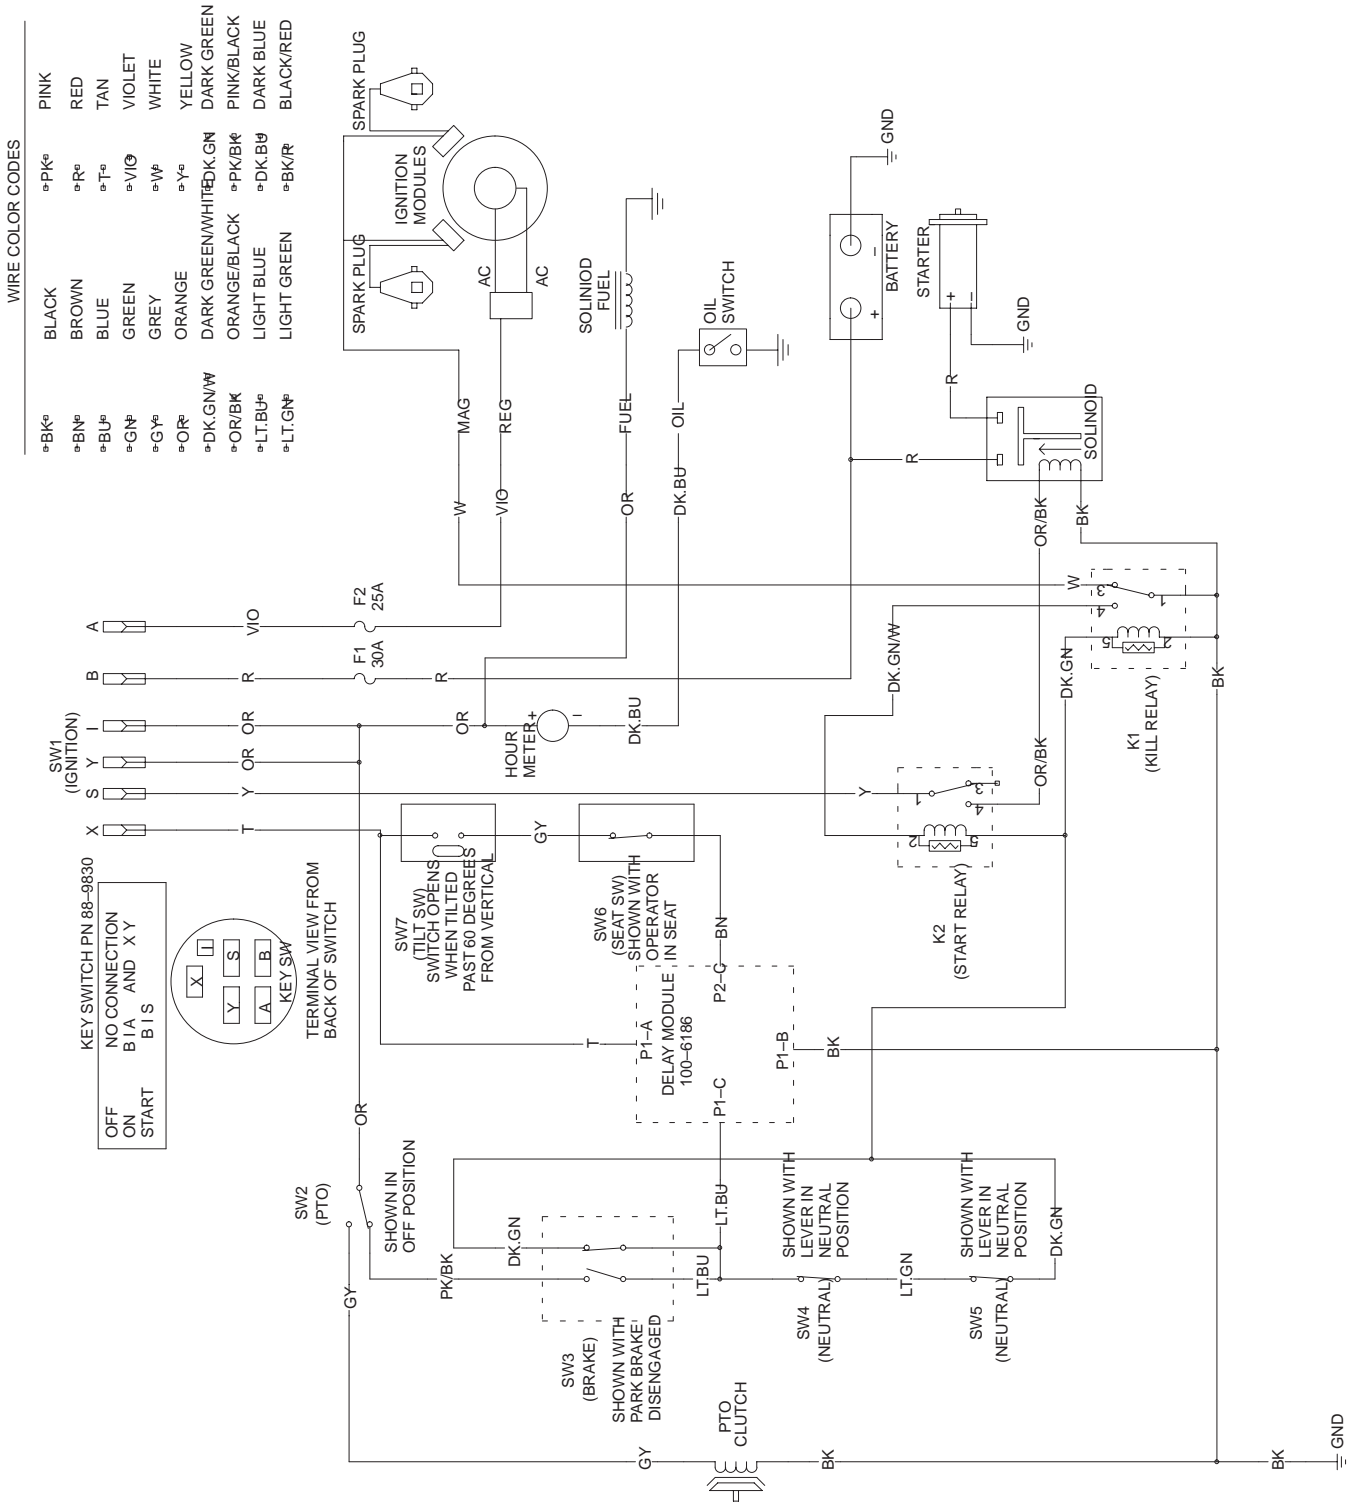 WIRE COLOR CODES
BK BLACK PK PINK
BN BROWN R RED
BU BLUE T TAN
GN GREEN VIO VIOLET
GY GREY W WHITE
OR ORANGE Y YELLOW
DK.GN/W DARK GREEN/WHITE DK.GN DARK GREEN
OR/BK ORANGE/BLACK PK/BK PINK/BLACK
LT.BU LIGHT BLUE DK.BU DARK BLUE
LT.GN LIGHT GREEN BK/R BLACK/RED
KEY SWITCH PN 88–9830
OFF NO CONNECTION
ON B I A AND X Y
START B I S
X
I
Y
S
A
B
KEY SW
TERMINAL VIEW FROM
BACK OF SWITCH
SW1
(IGNITION)
X
S
Y
I
B
A
T
Y
OR
OR
R
VIO
F1
30A
F2
25A
R
OR
HOUR
METER
+
–
DK.BU
W
VIO
OR
DK.BU
MAG
REG
FUEL
OIL
SPARK PLUG
SPARK PLUG
IGNITION
MODULES
AC
AC
SOLINIOD
FUEL
OIL
SWITCH
BATTERY
+
–
GND
STARTER
+
–
GND
R
R
SOLINOID
OR/BK
BK
W
3
4
1
5
2
K1
(KILL RELAY)
DK.GN/W
DK.GN
OR/BK
BK
Y
1
3
4
2
5
K2
(START RELAY)
SW7
(TILT SW)
SWITCH OPENS
WHEN TILTED
PAST 60 DEGREES
FROM VERTICAL
GY
SW6
(SEAT SW)
SHOWN WITH
OPERATOR
IN SEAT
BN
T
P1–A
P2–C
DELAY MODULE
100–6186
P1–C
P1–B
BK
OR
SW2
(PTO)
SHOWN IN
OFF POSITION
GY
PK/BK
DK.GN
SW3
(BRAKE)
SHOWN WITH
PARK BRAKE
DISENGAGED
LT.BU
LT.BU
SHOWN WITH
LEVER IN
NEUTRAL
POSITION
SW4
(NEUTRAL)
LT.GN
SHOWN WITH
LEVER IN
NEUTRAL
POSITION
SW5
(NEUTRAL)
DK.GN
GY
PTO
CLUTCH
BK
BK
GND